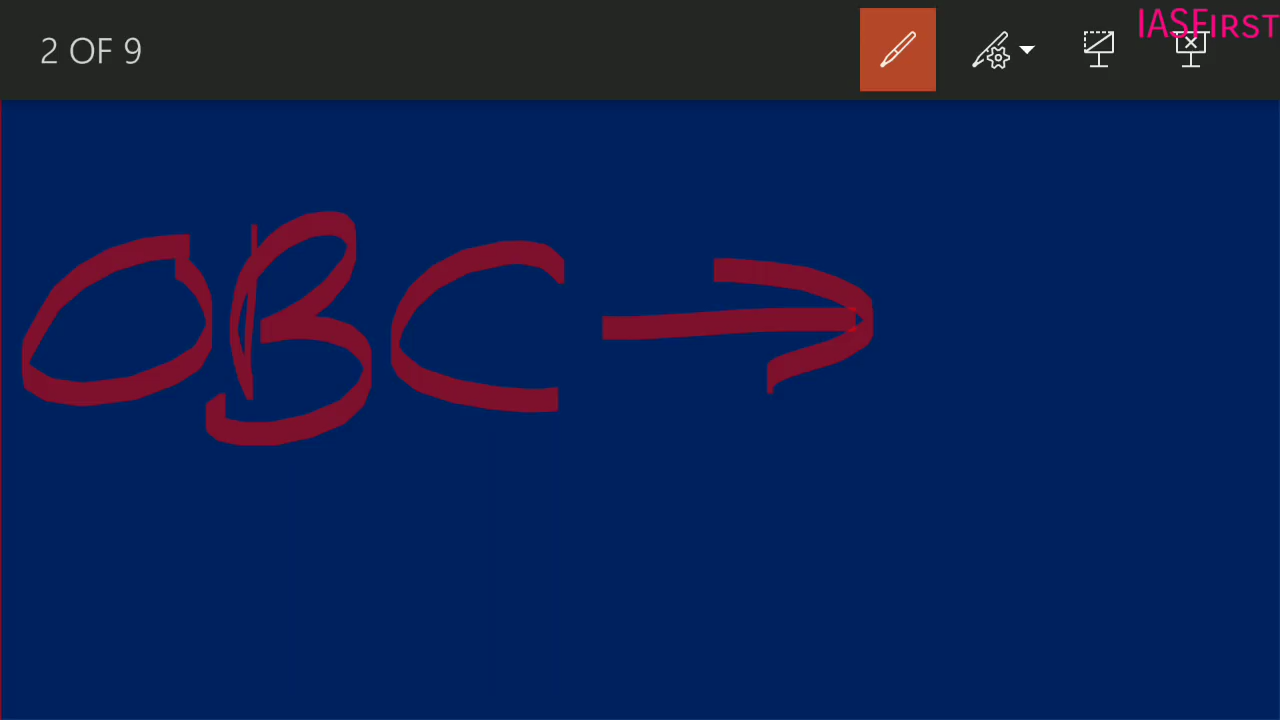 2 OF 9
IASFIRST
OBC →